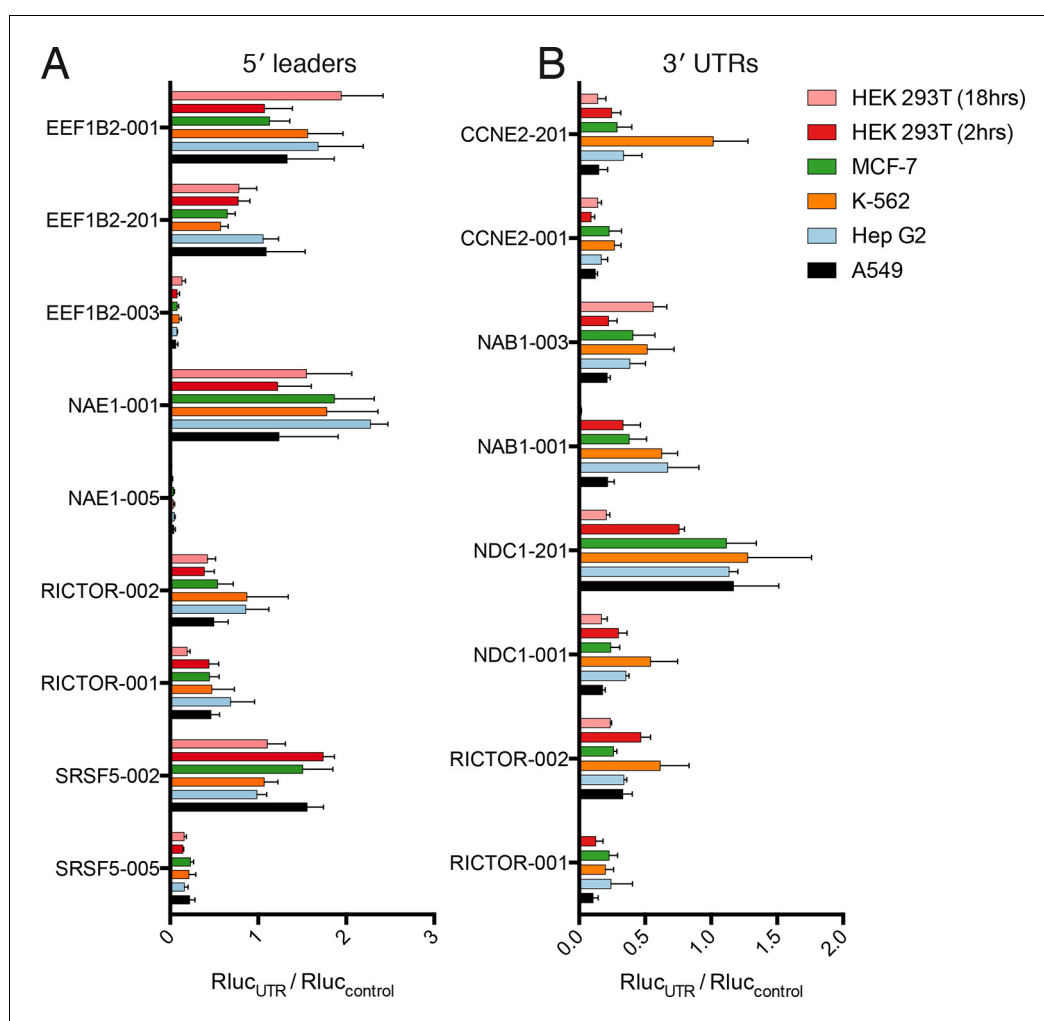 A
5′ leaders
EEF1B2-001
EEF1B2-201
EEF1B2-003
NAE1-001
NAE1-005
RICTOR-002
RICTOR-001
SRSF5-002
SRSF5-005
0 1 2 3
RlucUTR / Rluccontrol
B
3′ UTRs
CCNE2-201
CCNE2-001
NAB1-003
NAB1-001
NDC1-201
NDC1-001
RICTOR-002
RICTOR-001
0.0 0.5 1.0 1.5 2.0
RlucUTR / Rluccontrol
HEK 293T (18hrs)
HEK 293T (2hrs)
MCF-7
K-562
Hep G2
A549